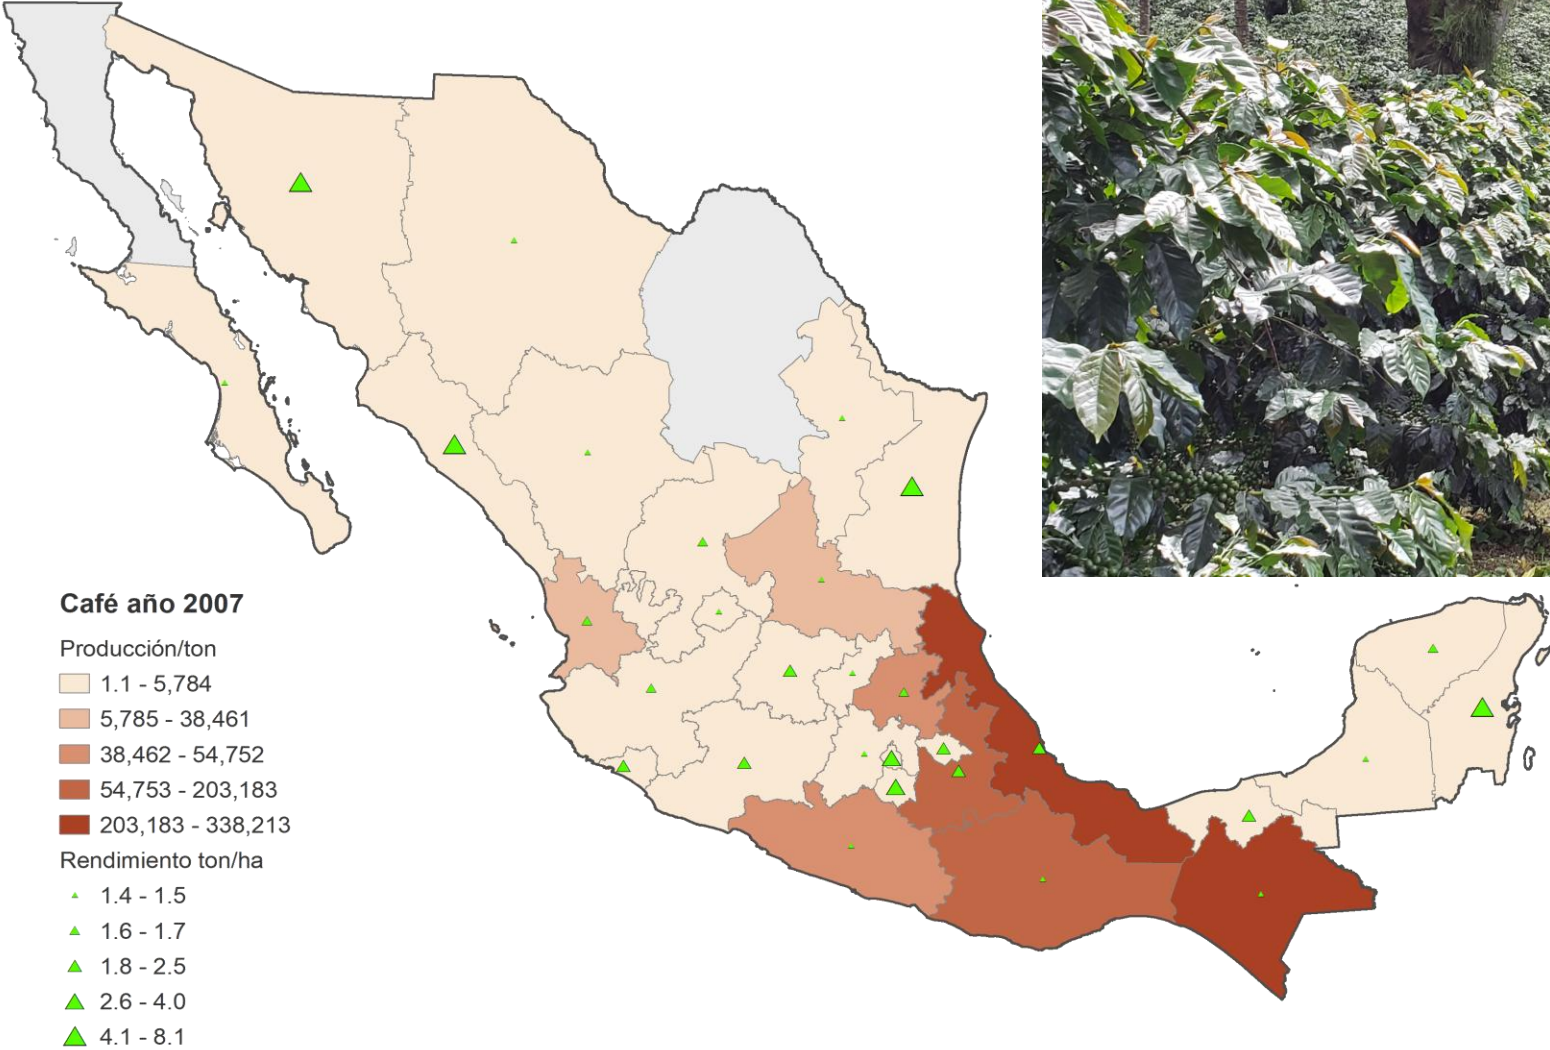 Café año 2007
Producción/ton
1.1 - 5,784
5,785 - 38,461
38,462 - 54,752
54,753 - 203,183
203,183 - 338,213
Rendimiento ton/ha
1.4 - 1.5
1.6 - 1.7
1.8 - 2.5
2.6 - 4.0
4.1 - 8.1